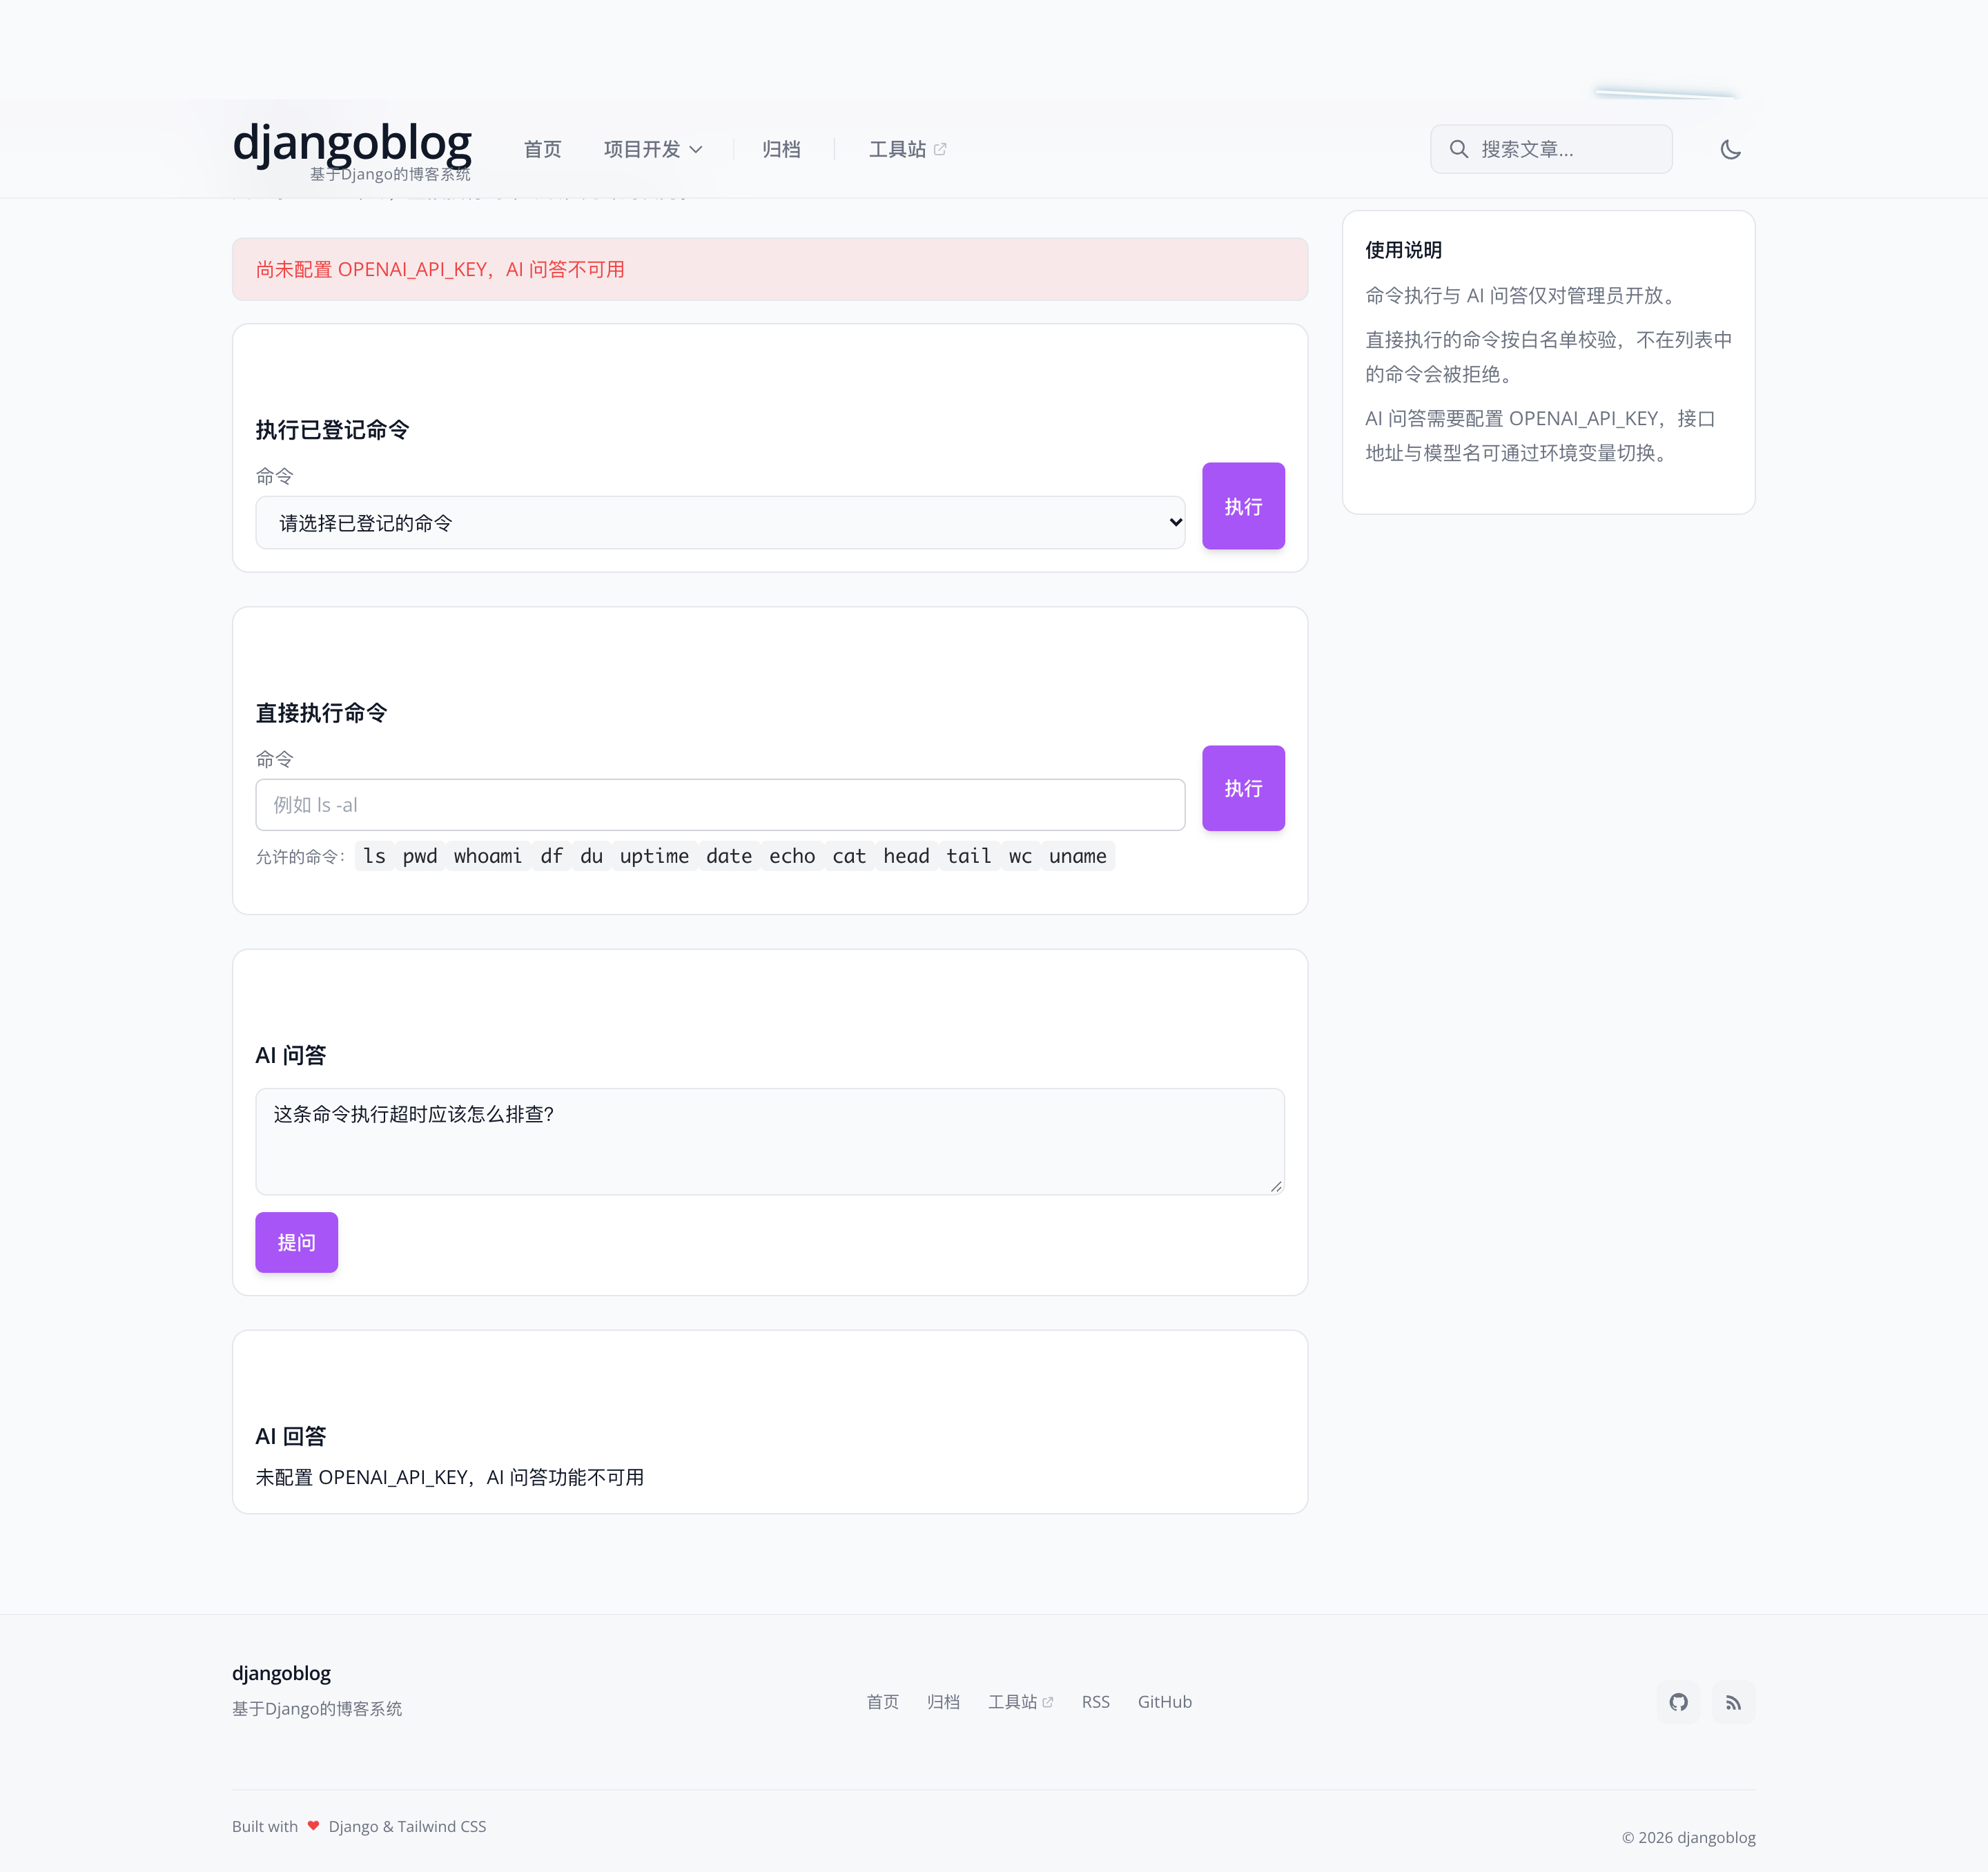 djangoblog
基于Django的博客系统
首页
项目开发
归档
工具站
搜索文章...
尚未配置 OPENAI_API_KEY，AI 问答不可用
执行已登记命令
命令
请选择已登记的命令
执行
直接执行命令
命令
例如 ls -al
执行
允许的命令： ls pwd whoami df du uptime date echo cat head tail wc uname
AI 问答
这条命令执行超时应该怎么排查？
提问
AI 回答
未配置 OPENAI_API_KEY，AI 问答功能不可用
使用说明
命令执行与 AI 问答仅对管理员开放。
直接执行的命令按白名单校验，不在列表中
的命令会被拒绝。
AI 问答需要配置 OPENAI_API_KEY，接口
地址与模型名可通过环境变量切换。
djangoblog
基于Django的博客系统
首页
归档
工具站
RSS
GitHub
Built with ❤ Django & Tailwind CSS
© 2026 djangoblog